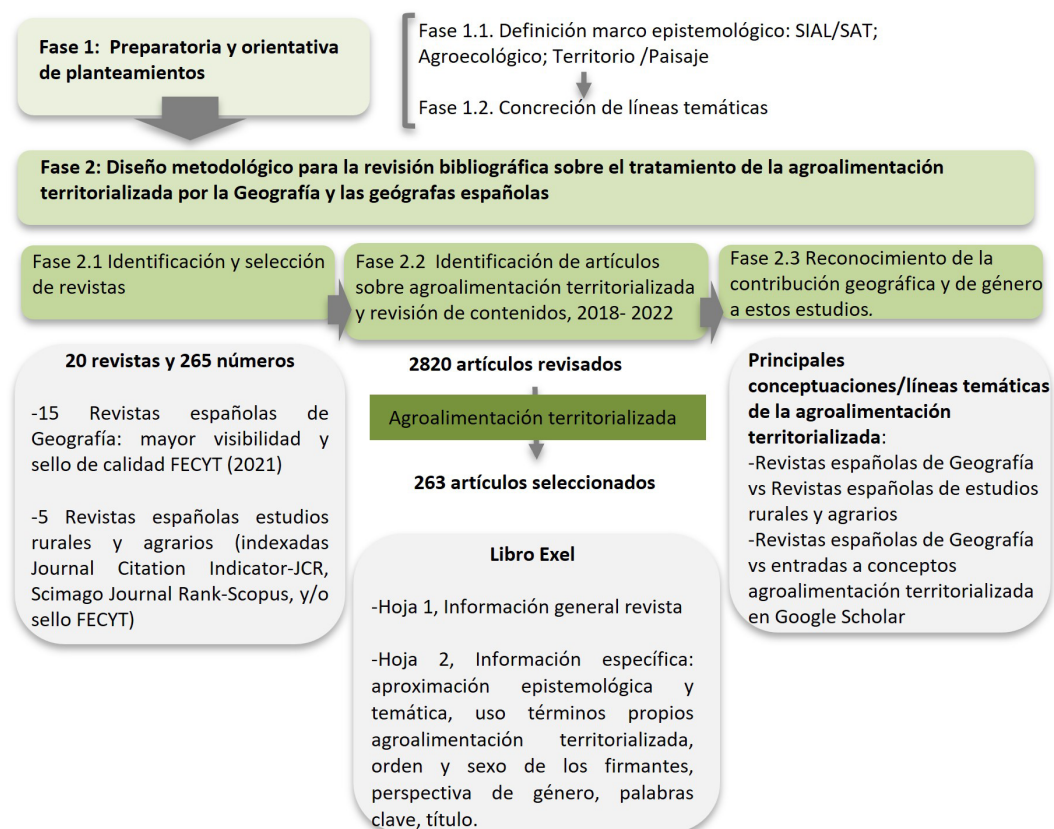 Fase 1: Preparatoria y orientativa
de planteamientos
Fase 1.1. Definición marco epistemológico: SIAL/SAT;
Agroecológico; Territorio /Paisaje
Fase 1.2. Concreción de líneas temáticas
Fase 2: Diseño metodológico para la revisión bibliográfica sobre el tratamiento de la agroalimentación
territorializada por la Geografía y las geógrafas españolas
Fase 2.1 Identificación y selección
de revistas
Fase 2.2 Identificación de artículos
sobre agroalimentación territorializada
y revisión de contenidos, 2018- 2022
Fase 2.3 Reconocimiento de la
contribución geográfica y de género
a estos estudios.
20 revistas y 265 números
-15 Revistas españolas de
Geografía: mayor visibilidad y
sello de calidad FECYT (2021)
-5 Revistas españolas estudios
rurales y agrarios (indexadas
Journal Citation Indicator-JCR,
Scimago Journal Rank-Scopus, y/o
sello FECYT)
2820 artículos revisados
Agroalimentación territorializada
263 artículos seleccionados
Libro Exel
-Hoja 1, Información general revista
-Hoja 2, Información específica:
aproximación epistemológica y
temática, uso términos propios
agroalimentación territorializada,
orden y sexo de los firmantes,
perspectiva de género, palabras
clave, título.
Principales
conceptuaciones/líneas temáticas
de la agroalimentación
territorializada:
-Revistas españolas de Geografía
vs Revistas españolas de estudios
rurales y agrarios
-Revistas españolas de Geografía
vs entradas a conceptos
agroalimentación territorializada
en Google Scholar